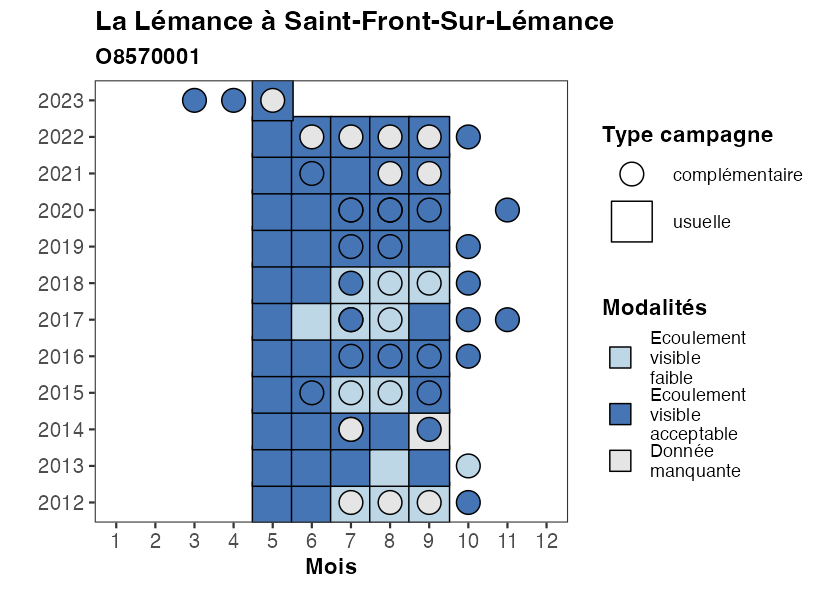 La Lémance à Saint-Front-Sur-Lémance
O8570001
2023
2022
2021
2020
2019
2018
2017
2016
2015
2014
2013
2012
1 2 3 4 5 6 7 8 9 10 11 12
Mois
Type campagne
complémentaire
usuelle
Modalités
Ecoulement
visible
faible
Ecoulement
visible
acceptable
Donnée
manquante